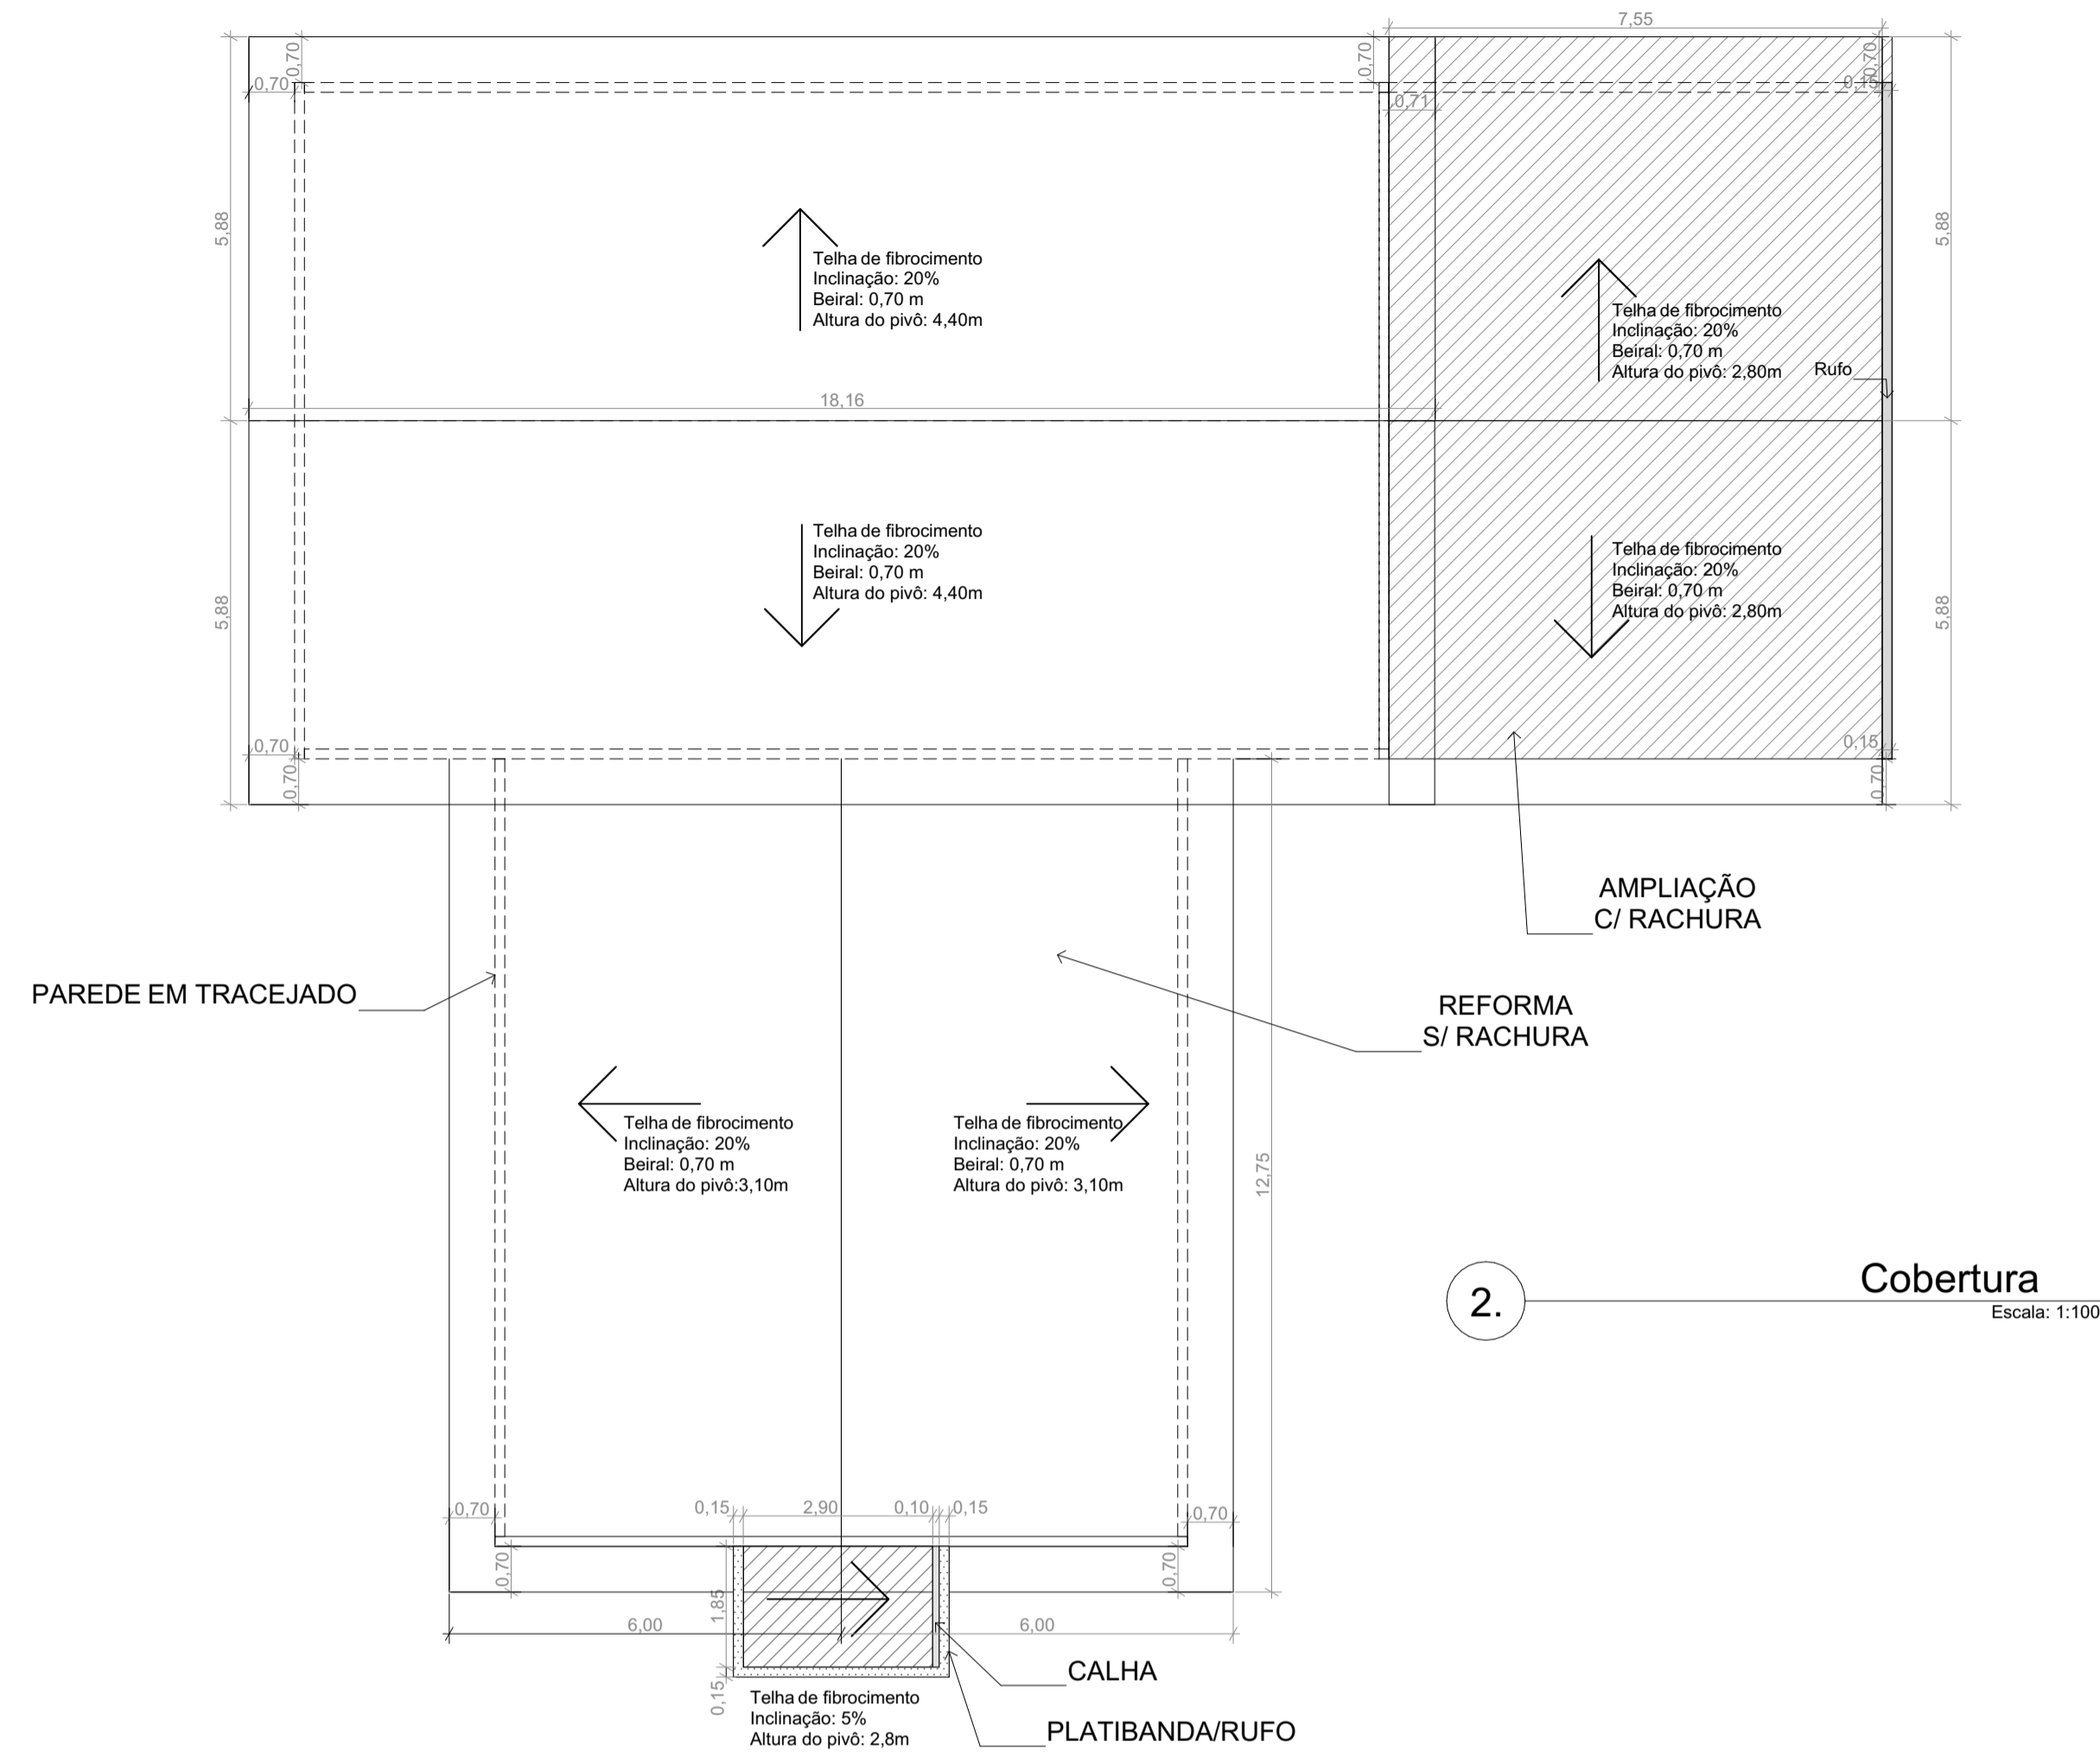 7,55
0,70
0,70
0,70
0,70
0,70
0,15
0,71
5,88
5,88
Telha de fibrocimento
Inclinação: 20%
Beiral: 0,70 m
Altura do pivô: 4,40m
Telha de fibrocimento
Inclinação: 20%
Beiral: 0,70 m
Altura do pivô: 2,80m
Rufo
18,16
Telha de fibrocimento
Inclinação: 20%
Beiral: 0,70 m
Altura do pivô: 4,40m
Telha de fibrocimento
Inclinação: 20%
Beiral: 0,70 m
Altura do pivô: 2,80m
5,88
5,88
0,70
0,70
0,15
0,70
AMPLIAÇÃO
C/ RACHURA
PAREDE EM TRACEJADO
REFORMA
S/ RACHURA
Telha de fibrocimento
Inclinação: 20%
Beiral: 0,70 m
Altura do pivô:3,10m
Telha de fibrocimento
Inclinação: 20%
Beiral: 0,70 m
Altura do pivô: 3,10m
12,75
2.
Cobertura
Escala: 1:100
0,70
0,15
2,90
0,10
0,15
0,70
0,70
0,70
1,85
6,00
6,00
CALHA
0,15
Telha de fibrocimento
Inclinação: 5%
Altura do pivô: 2,8m
PLATIBANDA/RUFO